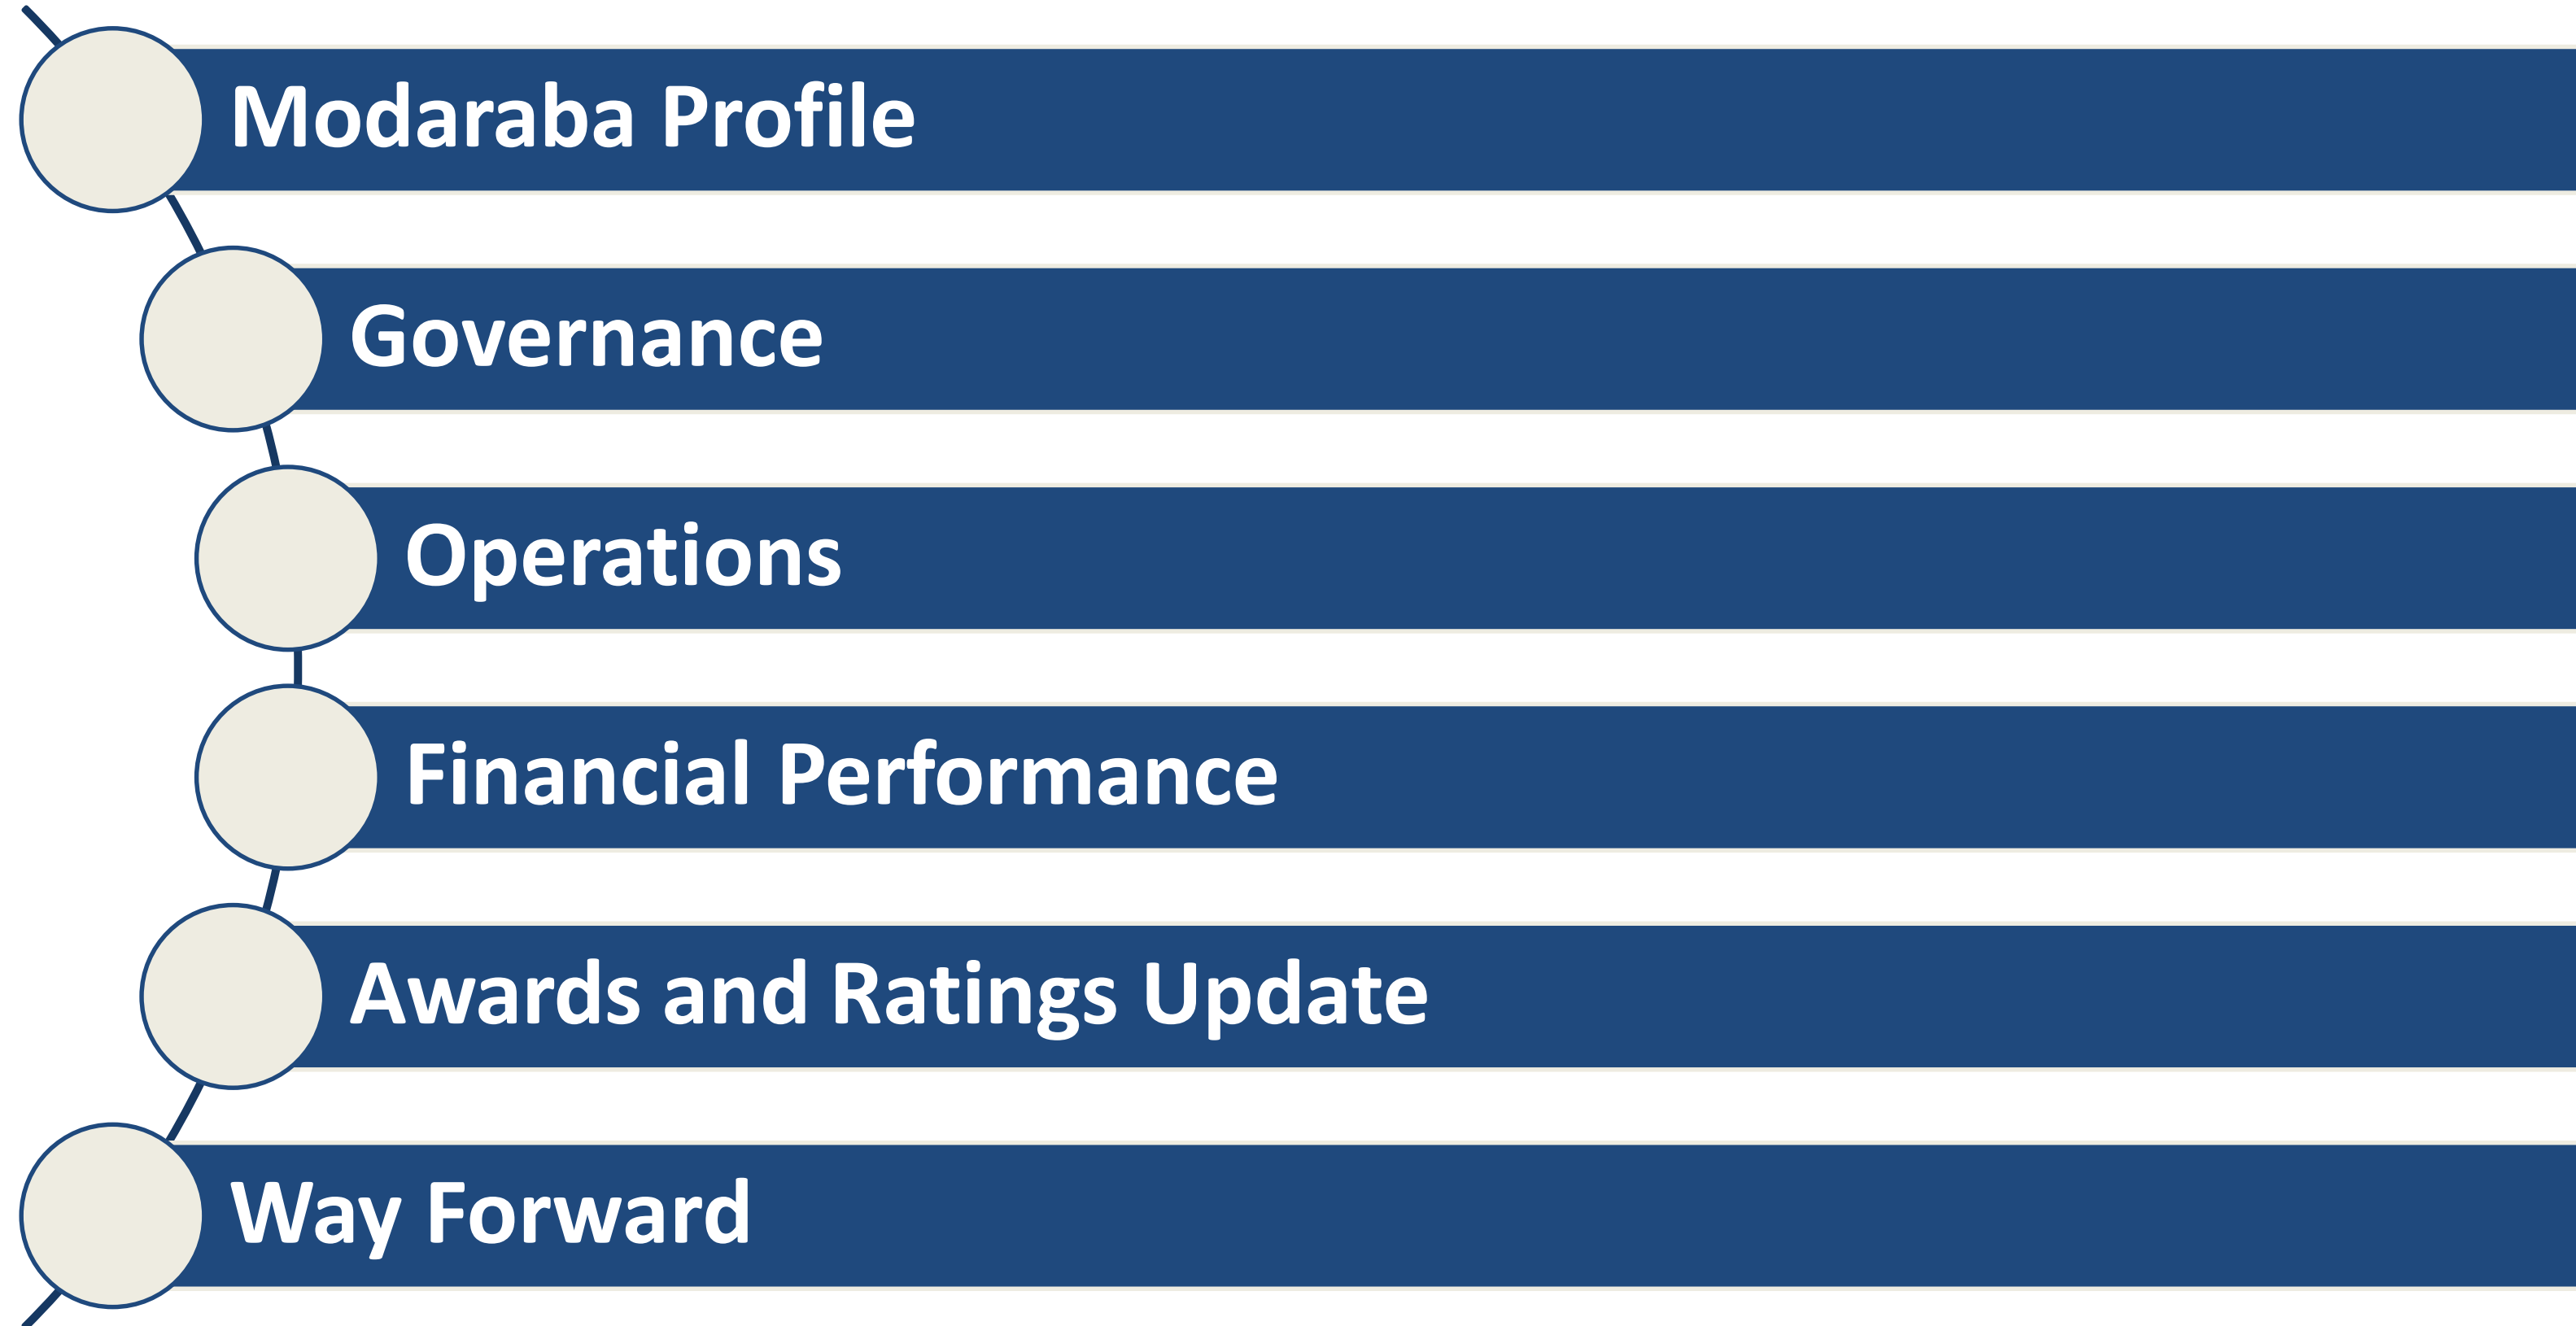 Modaraba Profile
Governance
Operations
Financial Performance
Awards and Ratings Update
Way Forward